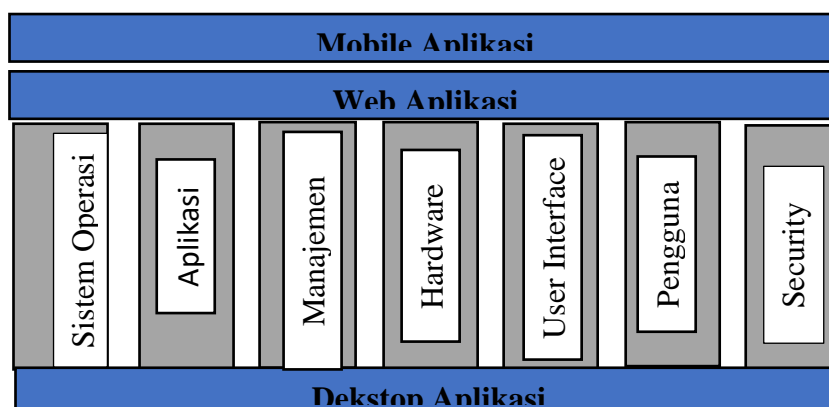 Mobile Aplikasi
Web Aplikasi
Sistem Operasi
Aplikasi
Manajemen
Hardware
User Interface
Pengguna
Security
Dekstop Aplikasi